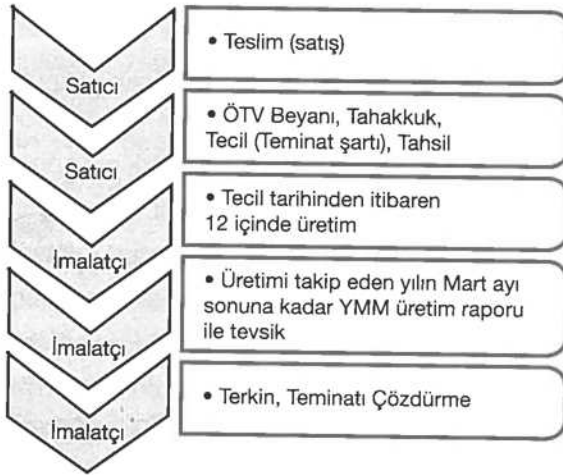 • Teslim (satış)
Satıcı
• ÖTV Beyanı, Tahakkuk,
Tecil (Teminat şartı), Tahsil
Satıcı
• Tecil tarihinden itibaren
12 içinde üretim
İmalatçı
• Üretimi takip eden yılın Mart ayı
sonuna kadar YMM üretim raporu
ile tevsik
İmalatçı
• Terkin, Teminatı Çözdürme
İmalatçı